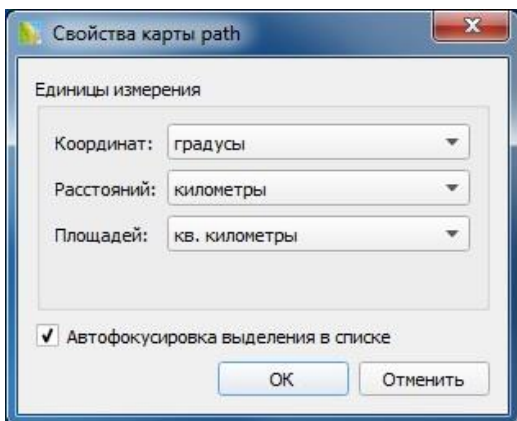 Свойства карты path
Единицы измерения
Координат: градусы
Расстояний: километры
Площадей: кв. километры
Автофокусировка выделения в списке
OK Отменить